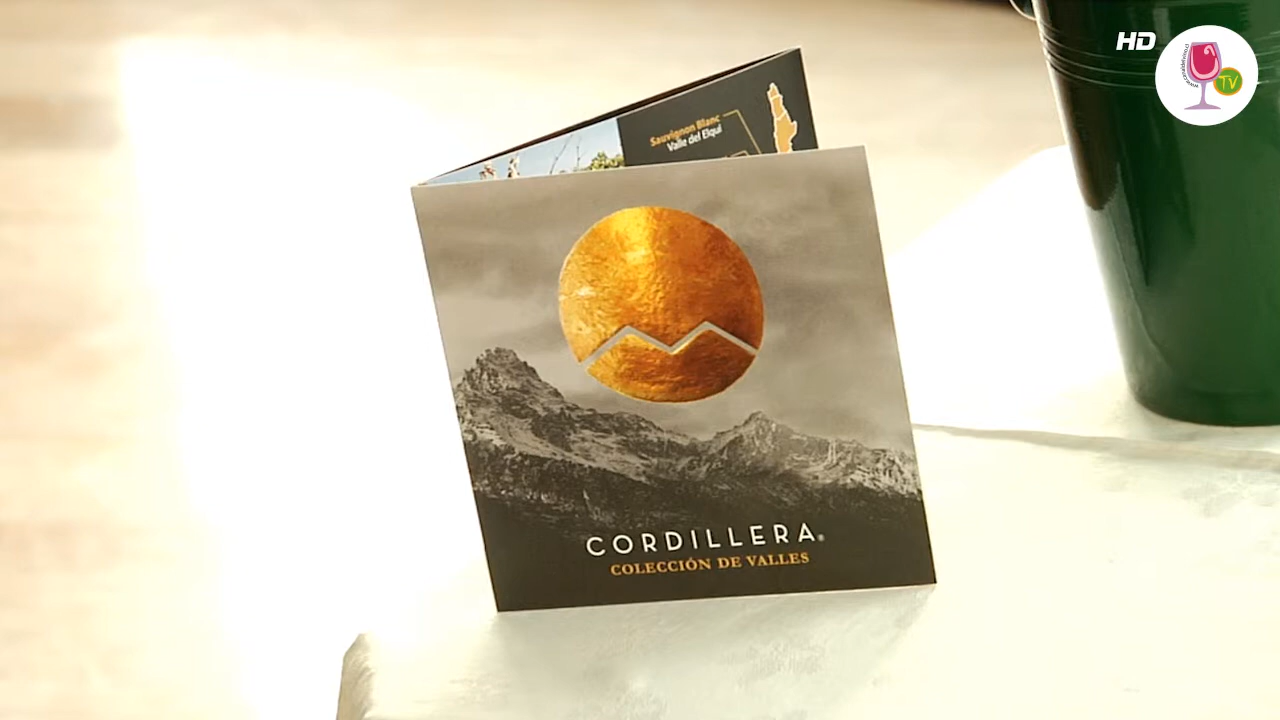 HD
TV
Sauvignon Blanc
Valle del Elqui
CORDILLERA®
COLECCIÓN DE VALLES